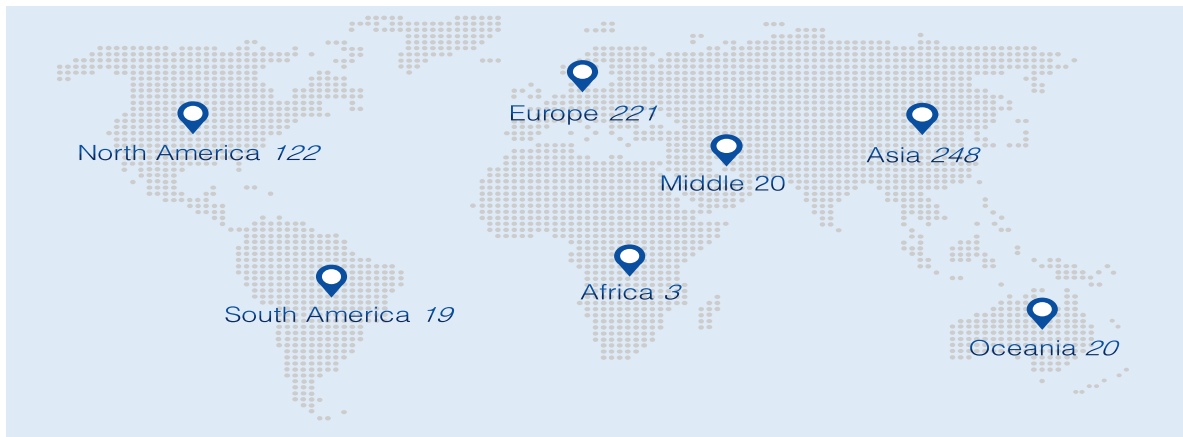 Europe 221
North America 122
Asia 248
Middle 20
Africa 3
South America 19
Oceania 20